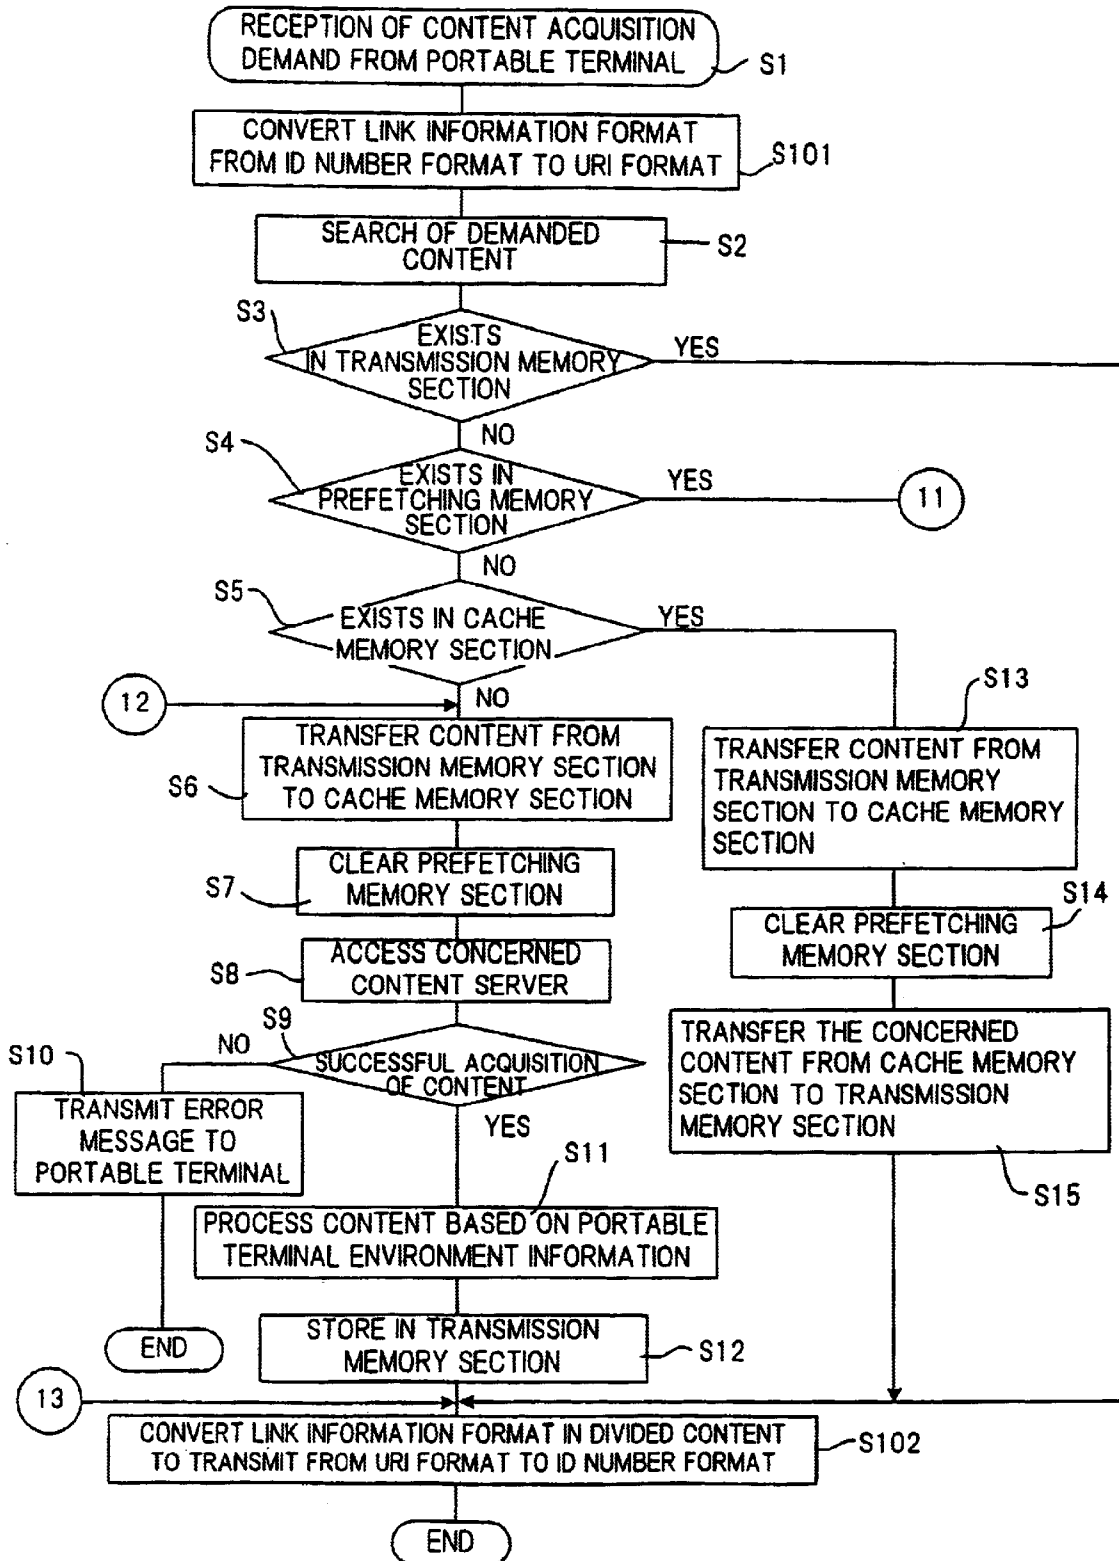 RECEPTION OF CONTENT ACQUISITION
DEMAND FROM PORTABLE TERMINAL
S1
CONVERT LINK INFORMATION FORMAT
FROM ID NUMBER FORMAT TO URI FORMAT
S101
SEARCH OF DEMANDED
CONTENT
S2
S3
EXISTS
IN TRANSMISSION MEMORY
SECTION
YES
NO
S4
EXISTS IN
PREFETCHING MEMORY
SECTION
YES
11
NO
S5
EXISTS IN CACHE
MEMORY SECTION
YES
NO
12
TRANSFER CONTENT FROM
TRANSMISSION MEMORY SECTION
TO CACHE MEMORY SECTION
S6
S13
TRANSFER CONTENT FROM
TRANSMISSION MEMORY
SECTION TO CACHE MEMORY
SECTION
CLEAR PREFETCHING
MEMORY SECTION
S7
S14
CLEAR PREFETCHING
MEMORY SECTION
ACCESS CONCERNED
CONTENT SERVER
S8
S9
SUCCESSFUL ACQUISITION
OF CONTENT
NO
YES
S10
TRANSMIT ERROR
MESSAGE TO
PORTABLE TERMINAL
END
TRANSFER THE CONCERNED
CONTENT FROM CACHE MEMORY
SECTION TO TRANSMISSION
MEMORY SECTION
S15
S11
PROCESS CONTENT BASED ON PORTABLE
TERMINAL ENVIRONMENT INFORMATION
STORE IN TRANSMISSION
MEMORY SECTION
S12
13
CONVERT LINK INFORMATION FORMAT IN DIVIDED CONTENT
TO TRANSMIT FROM URI FORMAT TO ID NUMBER FORMAT
S102
END